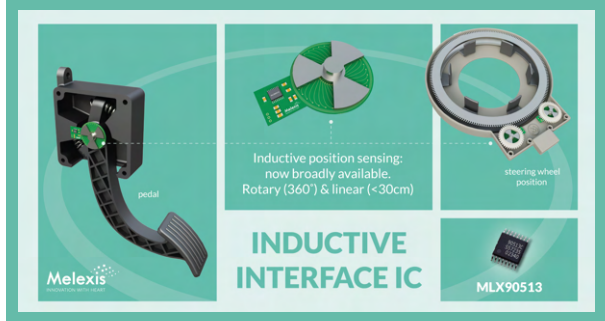 Inductive position sensing:
now broadly available.
Rotary (360°) & linear (<30cm)
pedal
steering wheel
position
INDUCTIVE
INTERFACE IC
Melexis
INNOVATION WITH HEART
MLX90513